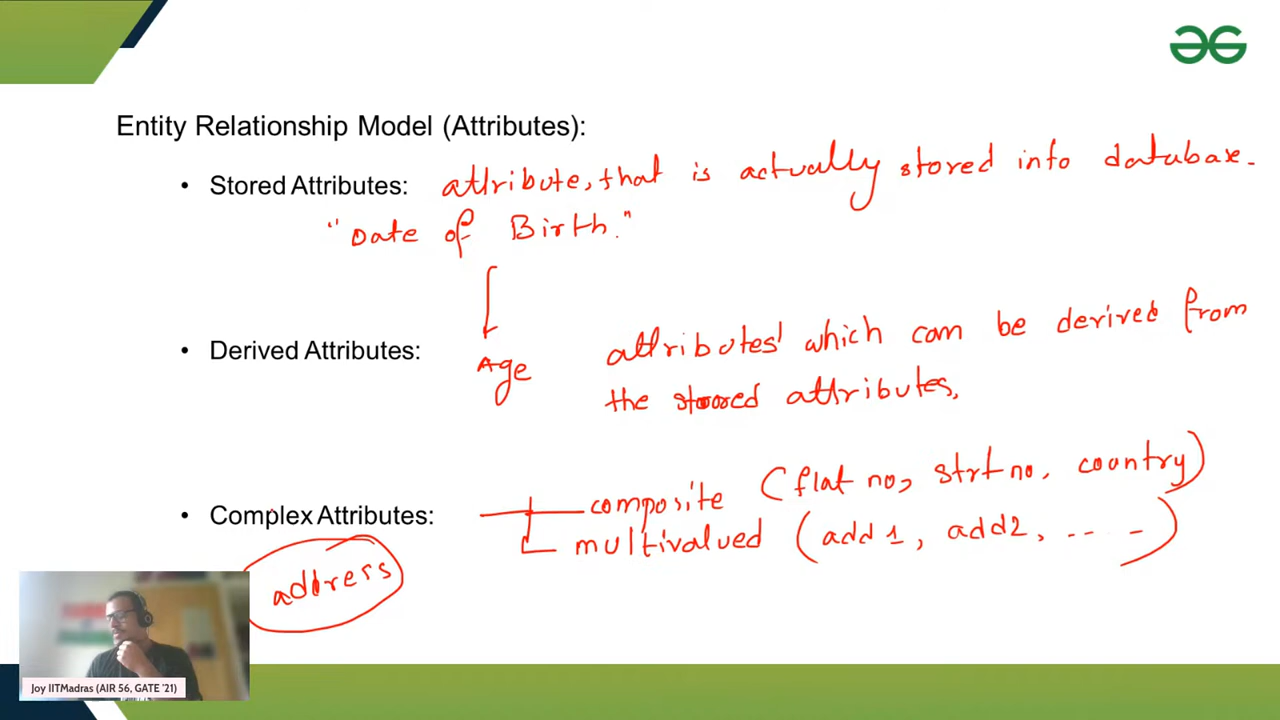 Entity Relationship Model (Attributes):
• Stored Attributes: attribute, that is actually stored into database.
"Date of Birth."
• Derived Attributes: Age attributes' which can be derived from
the stored attributes.
• Complex Attributes: composite (flat no, strt no, country)
multivalued (add1, add2, ....)
address
Joy IITMadras (AIR 56, GATE '21)